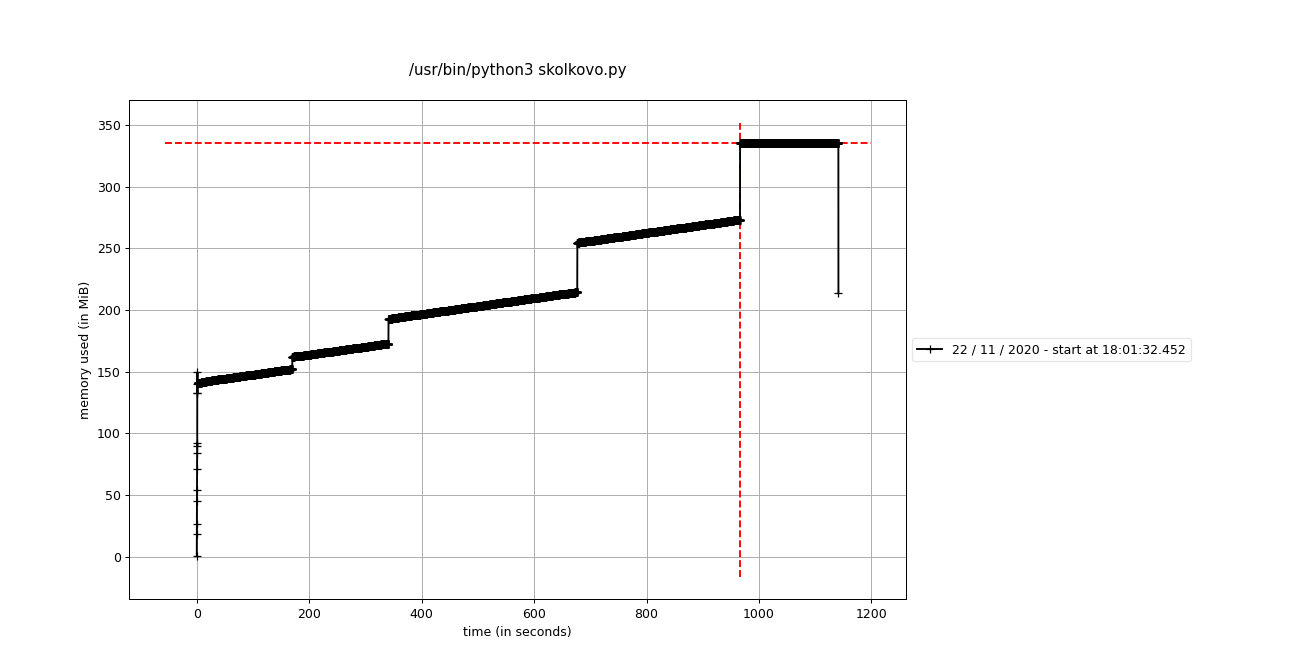 /usr/bin/python3 skolkovo.py
350
300
250
200
150
100
50
0
memory used (in MiB)
0 200 400 600 800 1000 1200
time (in seconds)
22 / 11 / 2020 - start at 18:01:32.452